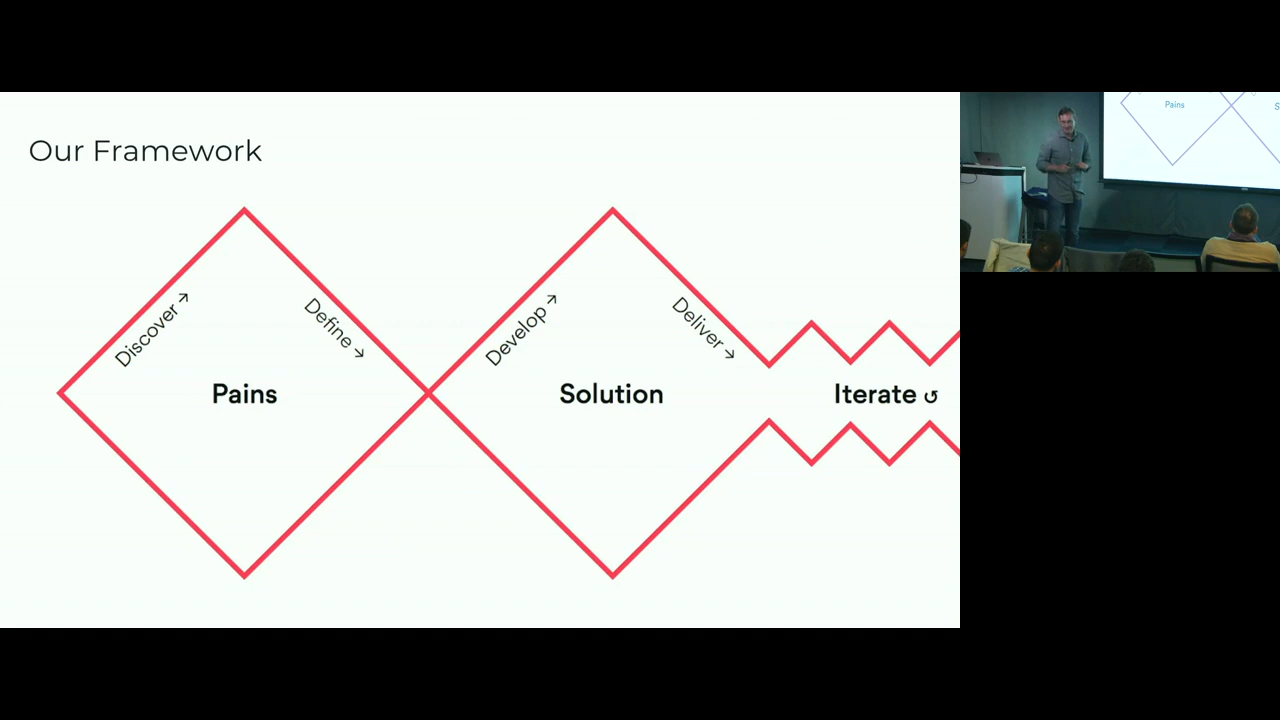 Our Framework
Discover →
Define →
Develop →
Deliver →
Pains
Solution
Iterate ↺
Pains
S